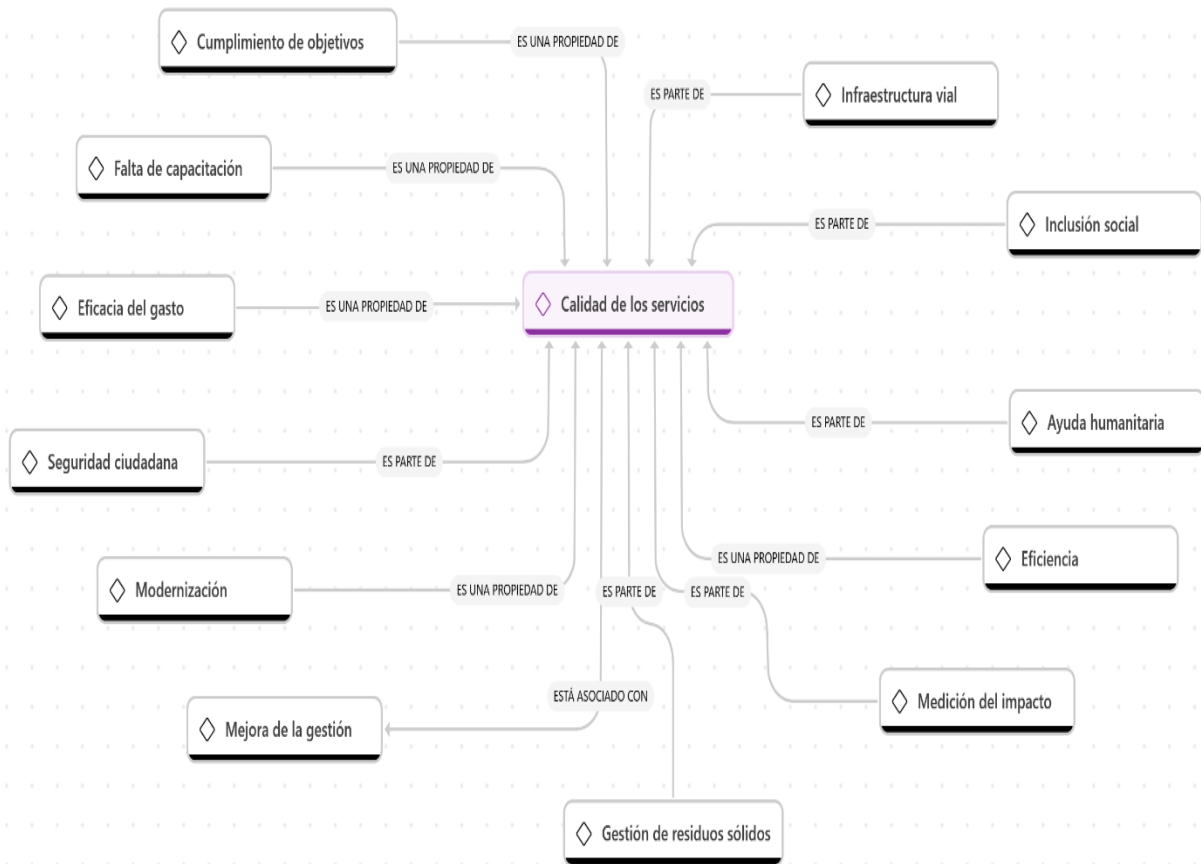 Cumplimiento de objetivos
ES UNA PROPIEDAD DE
ES PARTE DE
Infraestructura vial
Falta de capacitación
ES UNA PROPIEDAD DE
ES PARTE DE
Inclusión social
Eficacia del gasto
ES UNA PROPIEDAD DE
Calidad de los servicios
Seguridad ciudadana
ES PARTE DE
ES PARTE DE
Ayuda humanitaria
Modernización
ES UNA PROPIEDAD DE
ES PARTE DE
ES PARTE DE
ES UNA PROPIEDAD DE
Eficiencia
Mejora de la gestión
ESTÁ ASOCIADO CON
Medición del impacto
Gestión de residuos sólidos